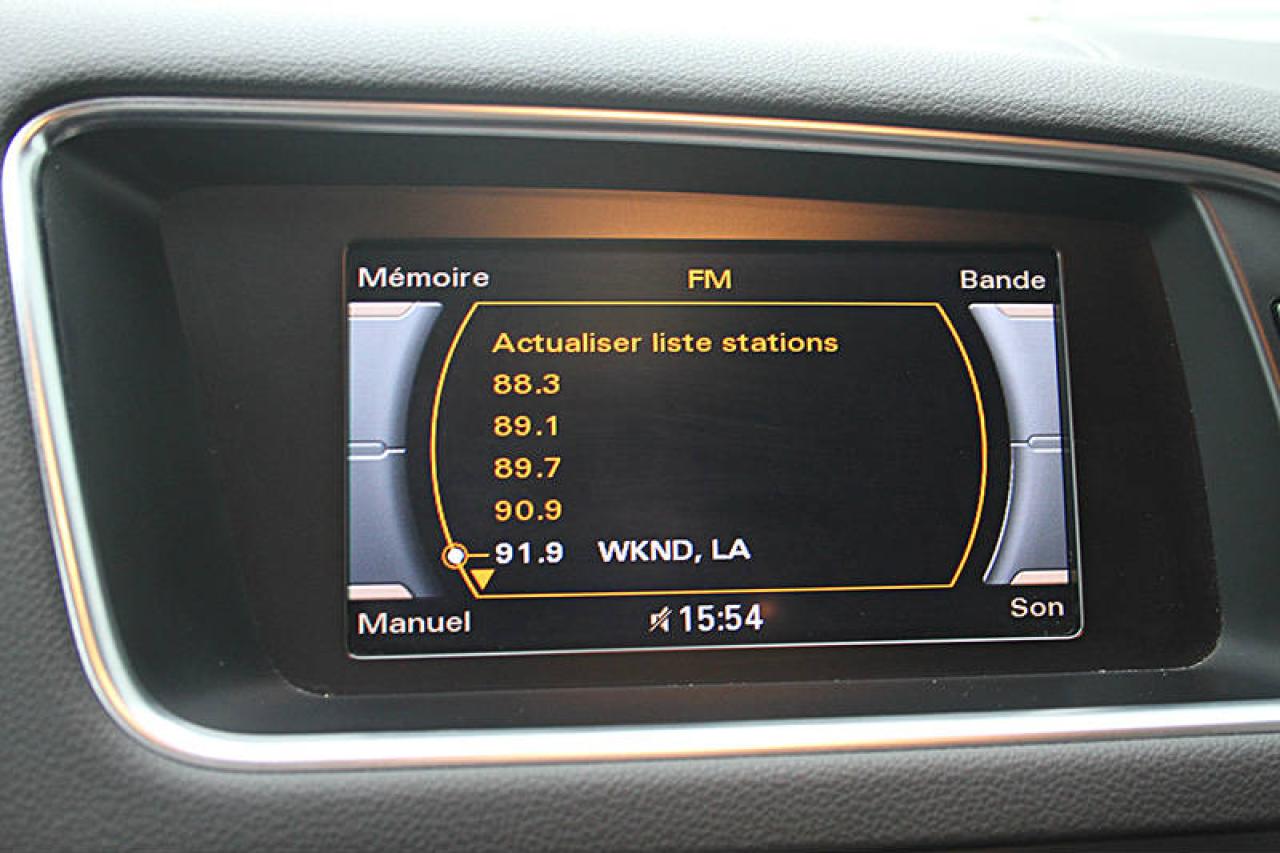 Mémoire FM Bande
Actualiser liste stations
88.3
89.1
89.7
90.9
91.9 WKND, LA
Manuel 15:54 Son